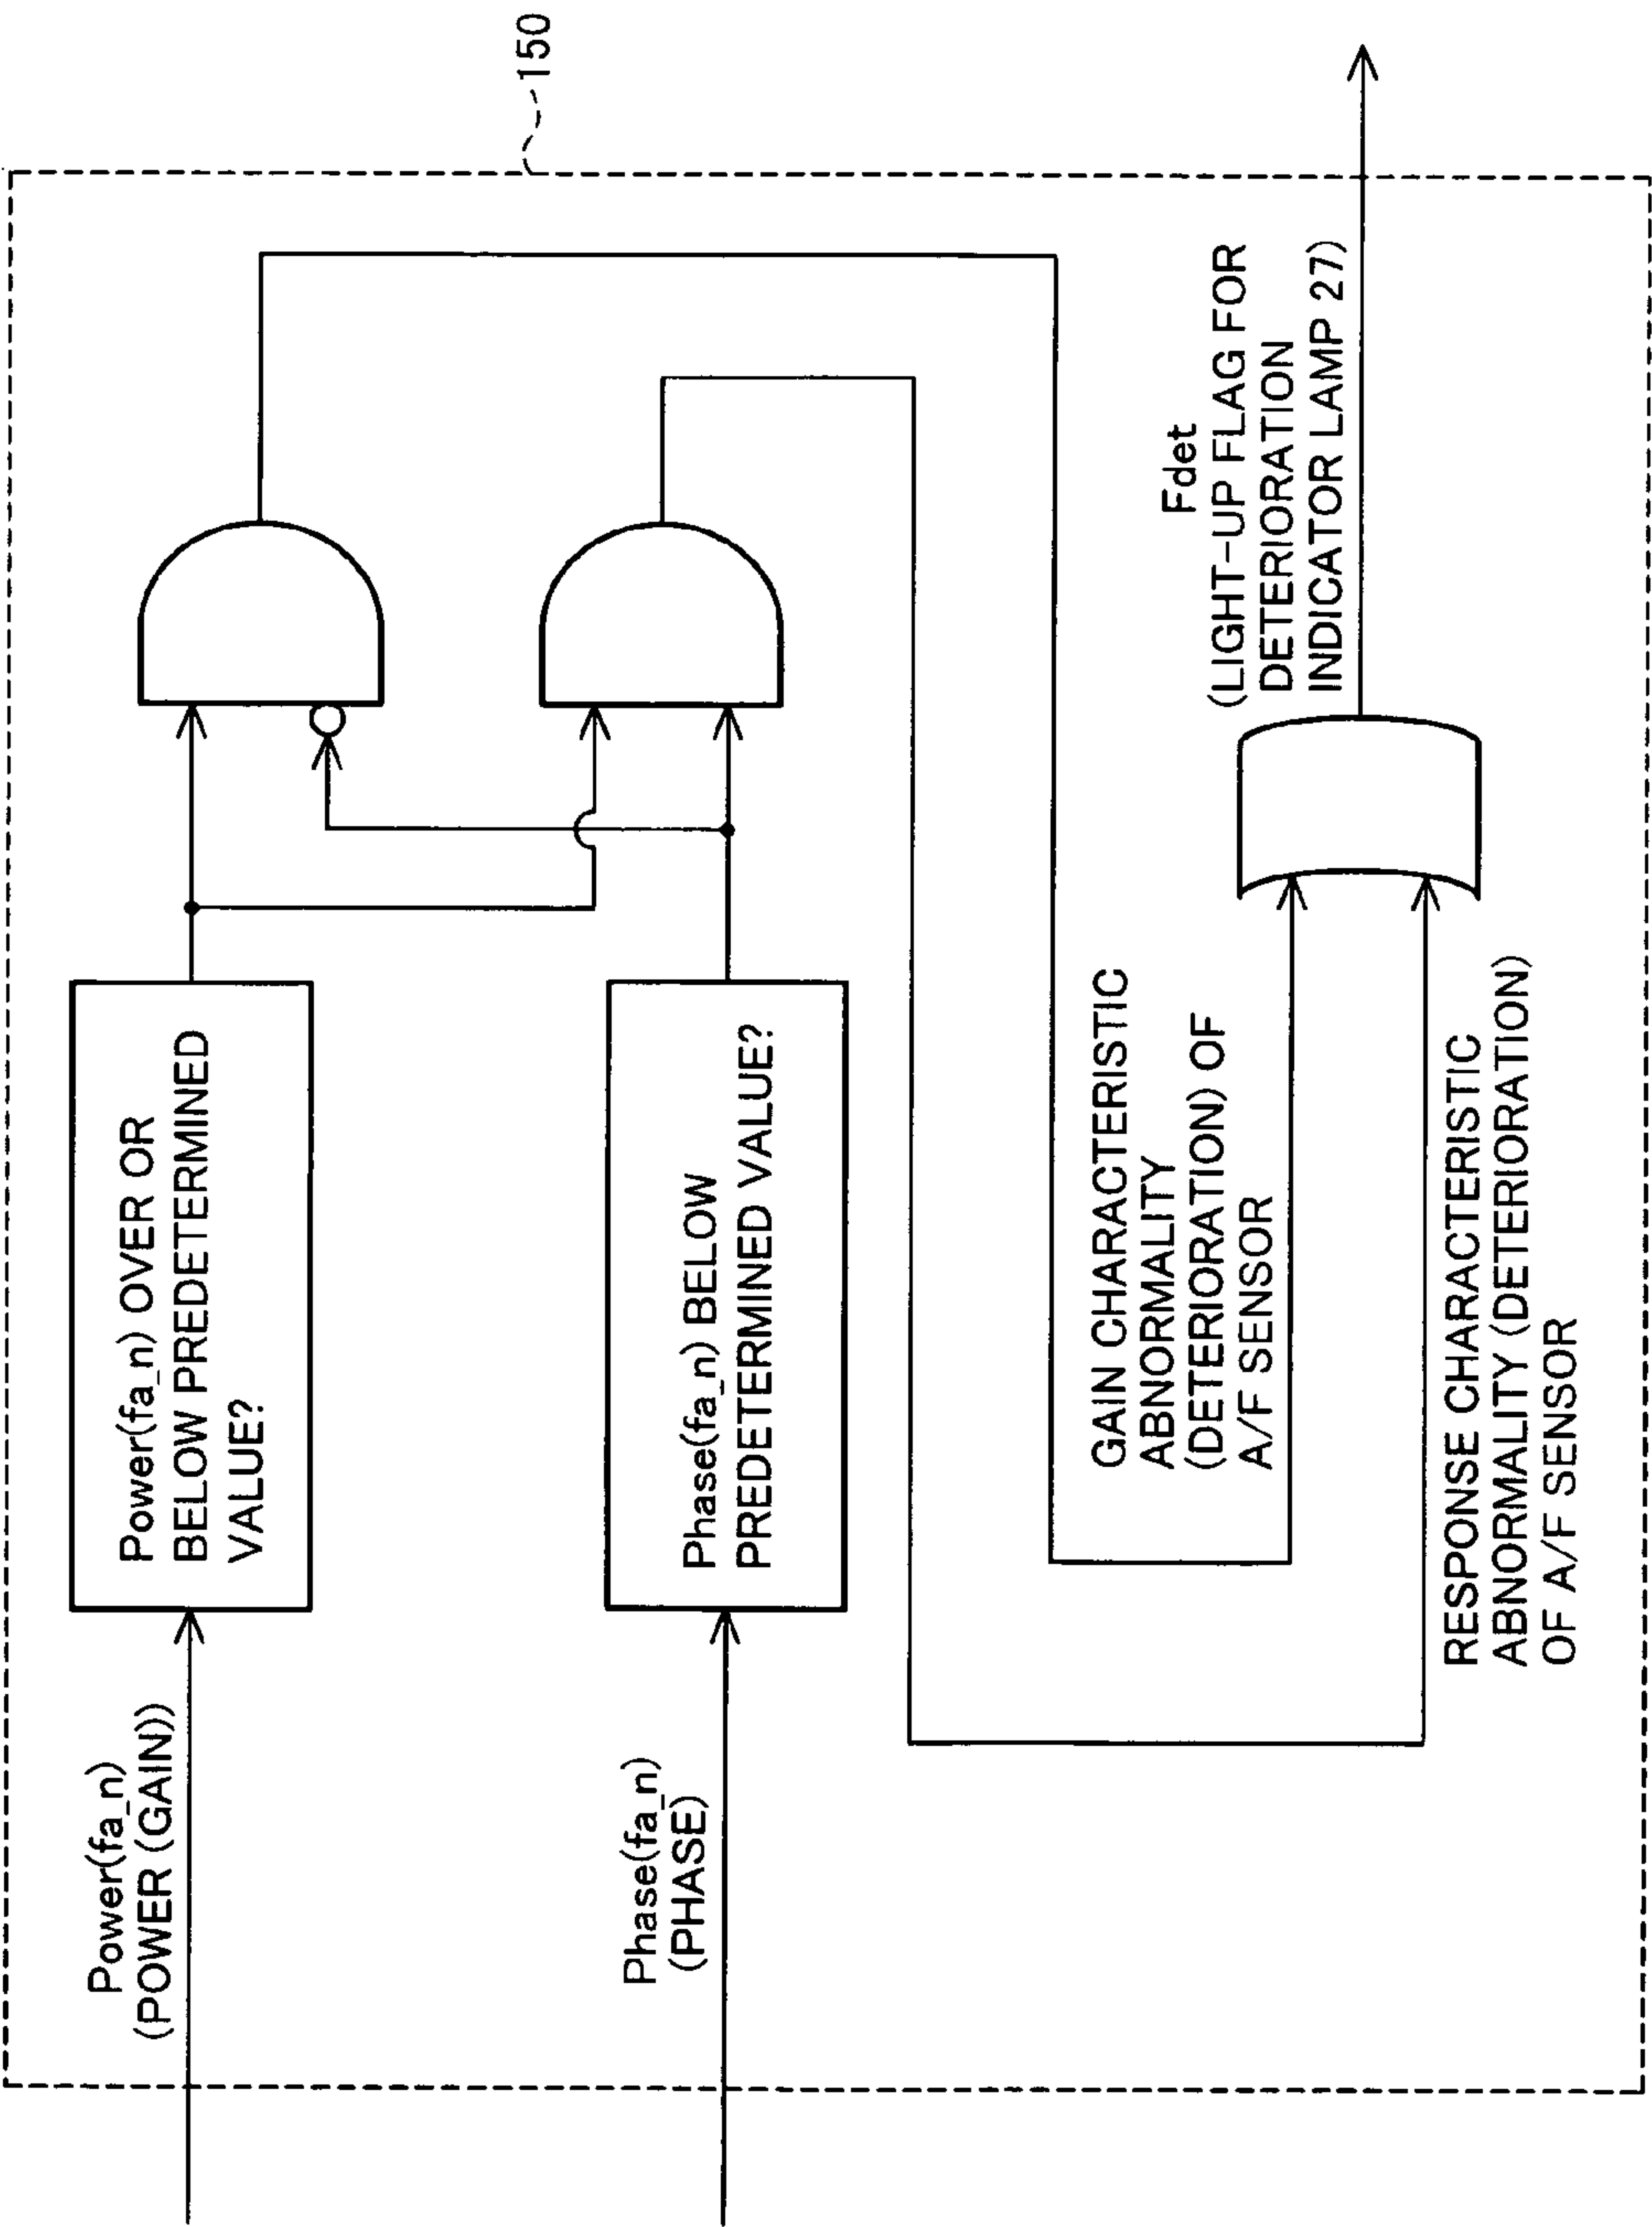 150
Power(fa_n)
(POWER (GAIN))
Power(fa_n) OVER OR
BELOW PREDETERMINED
VALUE?
Phase(fa_n)
(PHASE)
Phase(fa_n) BELOW
PREDETERMINED VALUE?
GAIN CHARACTERISTIC
ABNORMALITY
(DETERIORATION) OF
A/F SENSOR
RESPONSE CHARACTERISTIC
ABNORMALITY (DETERIORATION)
OF A/F SENSOR
Fdet
(LIGHT-UP FLAG FOR
DETERIORATION
INDICATOR LAMP 27)